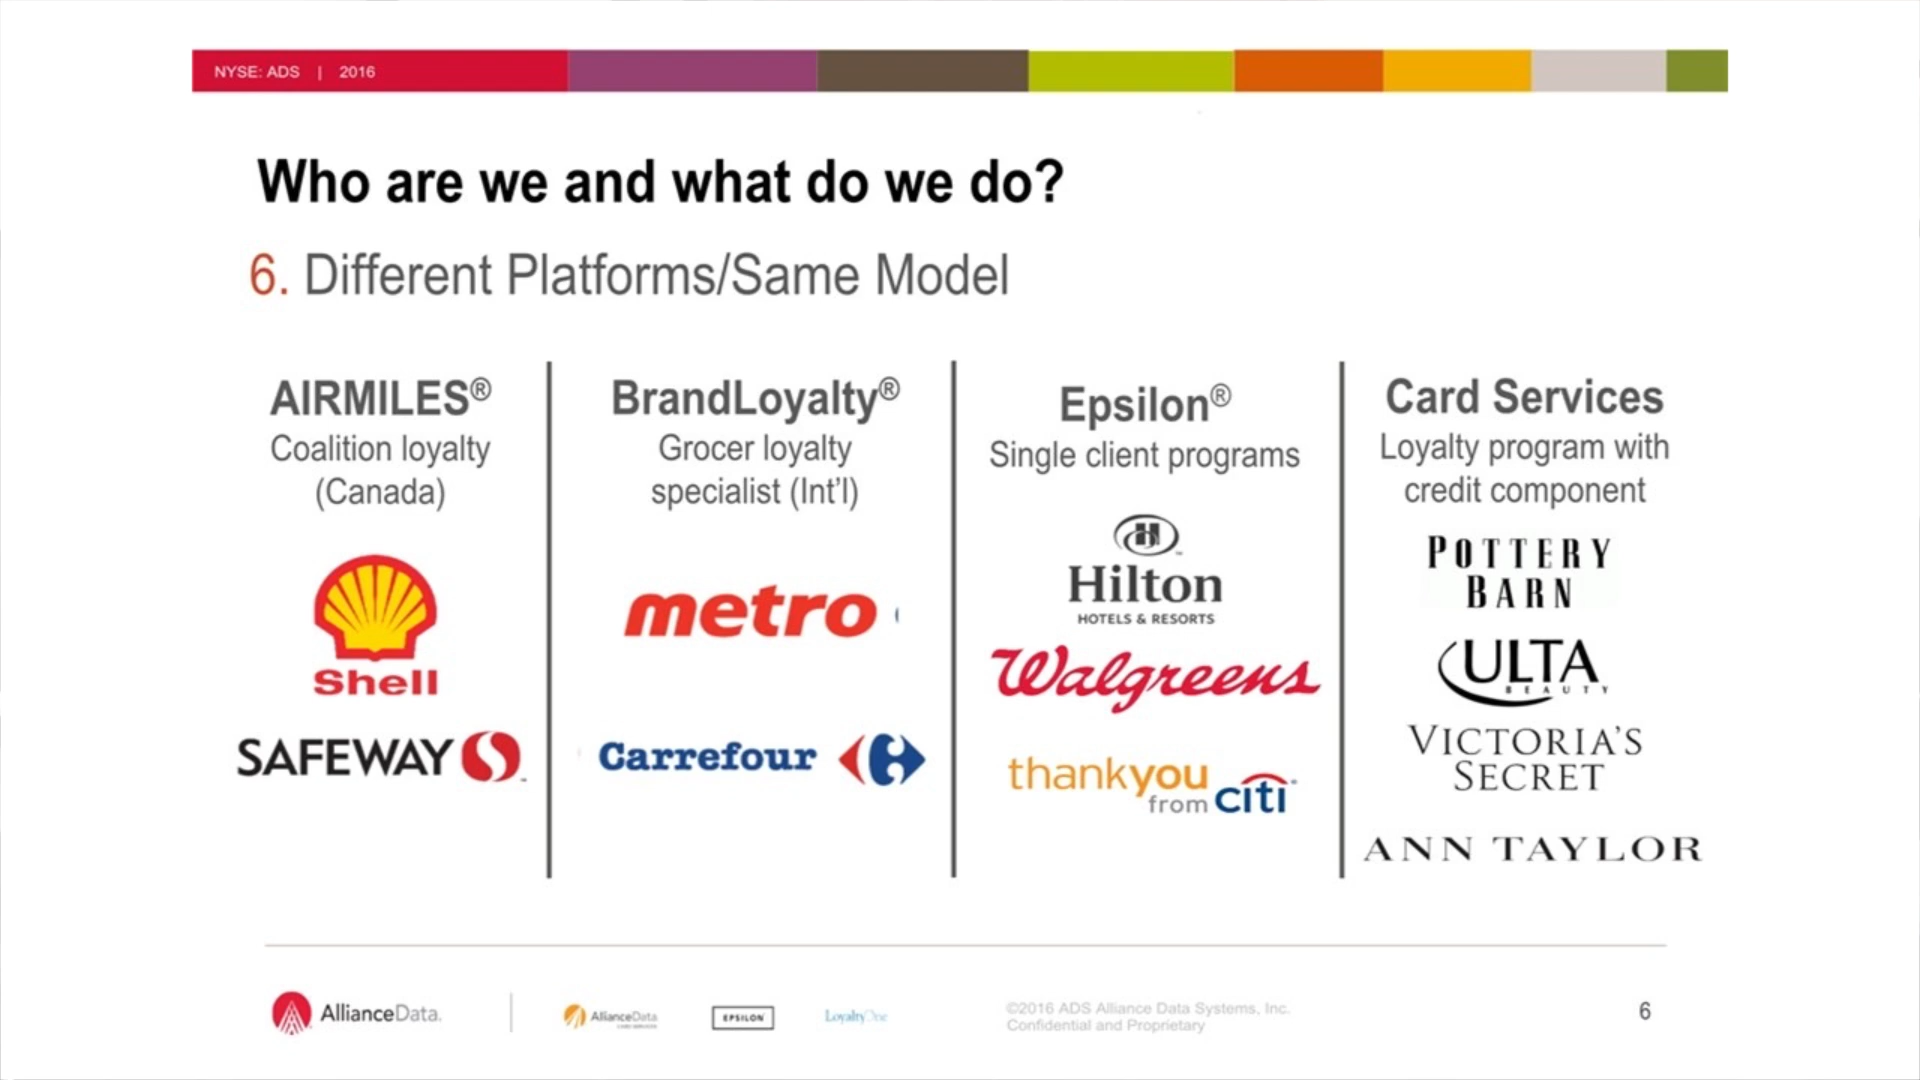 NYSE: ADS | 2016
Who are we and what do we do?
6. Different Platforms/Same Model
AIRMILES®
Coalition loyalty
(Canada)
Shell
SAFEWAY
BrandLoyalty®
Grocer loyalty
specialist (Int'l)
metro
Carrefour
Epsilon®
Single client programs
Hilton
HOTELS & RESORTS
Walgreens
thankyou
from citi
Card Services
Loyalty program with
credit component
POTTERY
BARN
ULTA
BEAUTY
VICTORIA'S
SECRET
ANN TAYLOR
AllianceData.
AllianceData
EPSILON
LoyaltyOne
©2016 ADS Alliance Data Systems, Inc.
Confidential and Proprietary
6